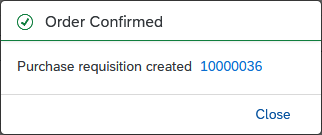 Order Confirmed
Purchase requisition created 10000036
Close